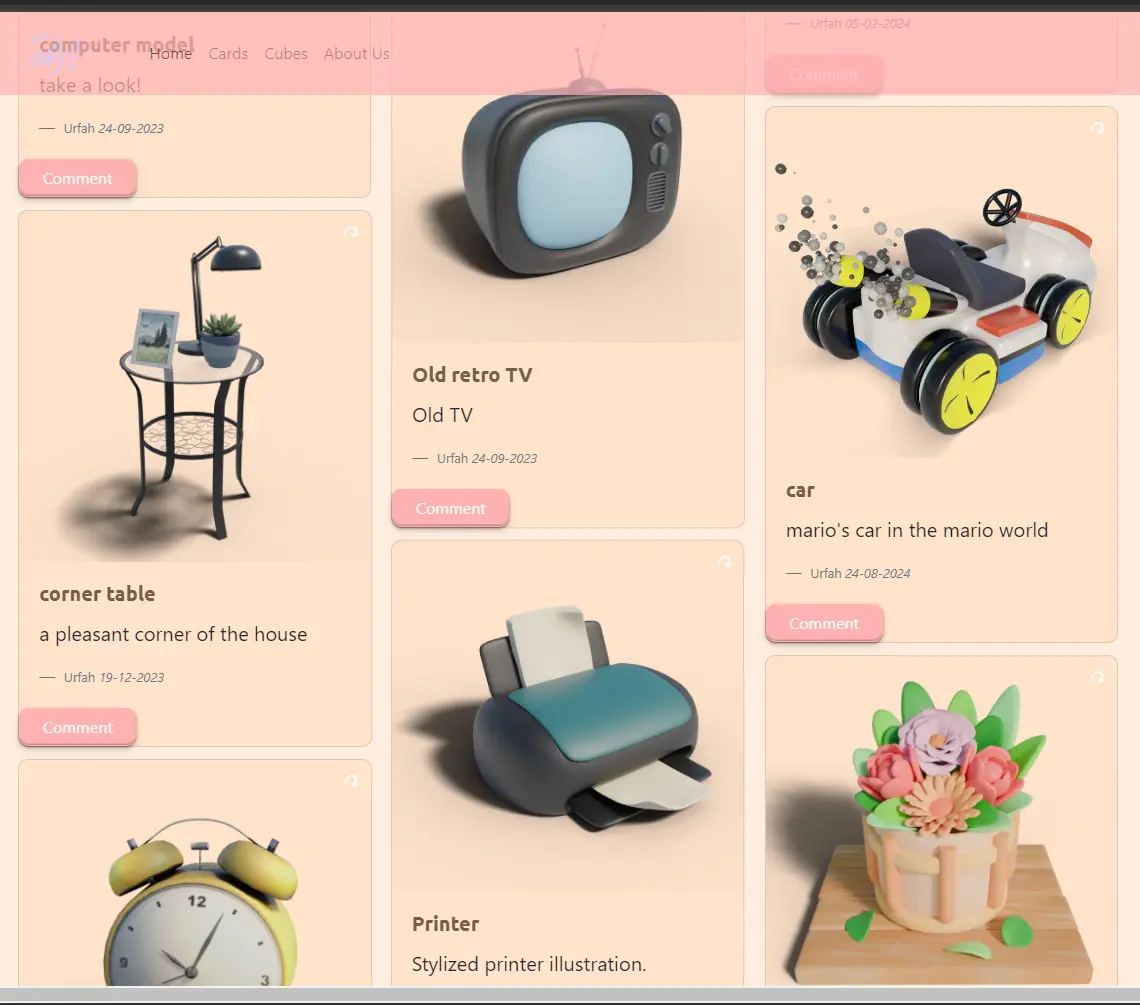 Home Cards Cubes About Us
computer model
take a look!
— Urfah 24-09-2023
Comment
corner table
a pleasant corner of the house
— Urfah 19-12-2023
Comment
12
9
3
Old retro TV
Old TV
— Urfah 24-09-2023
Comment
Printer
Stylized printer illustration.
— Urfah 05-02-2024
Comment
car
mario's car in the mario world
— Urfah 24-08-2024
Comment